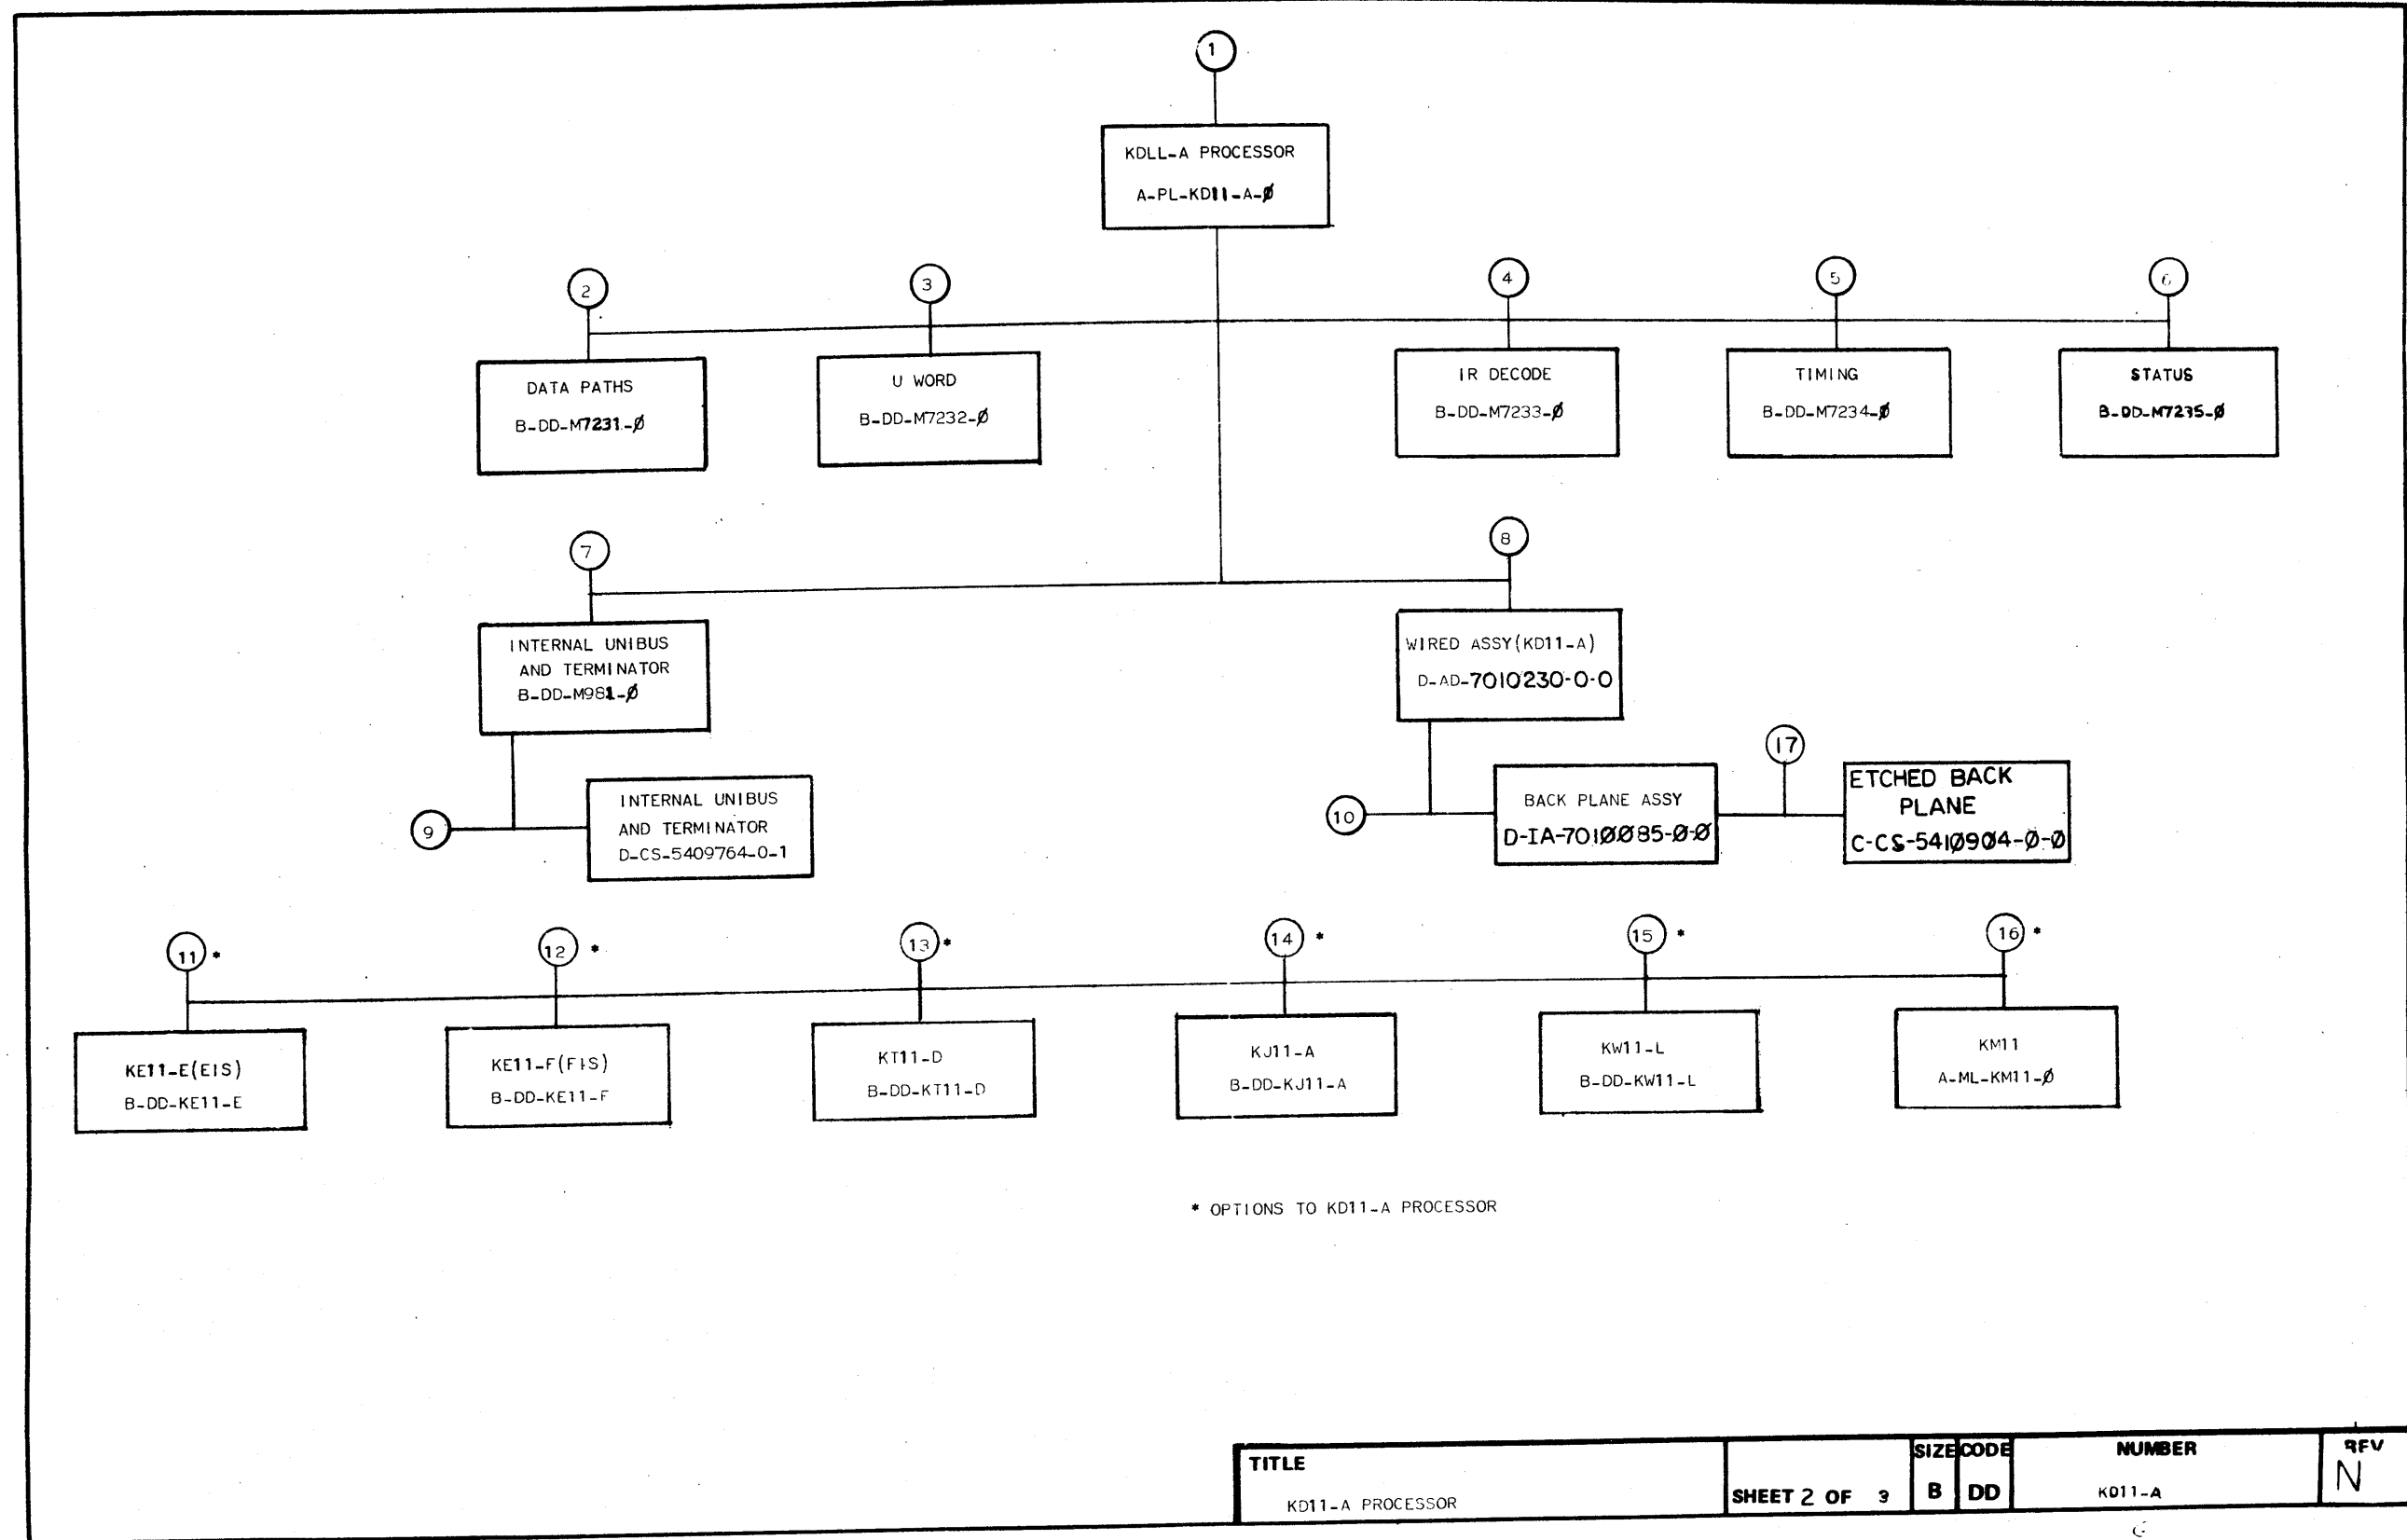 1
KDLL-A PROCESSOR
A-PL-KD11-A-Ø
2
3
4
5
6
DATA PATHS
B-DD-M7231-Ø
U WORD
B-DD-M7232-Ø
IR DECODE
B-DD-M7233-Ø
TIMING
B-DD-M7234-Ø
STATUS
B-DD-M7235-Ø
7
8
INTERNAL UNIBUS
AND TERMINATOR
B-DD-M981-Ø
WIRED ASSY(KD11-A)
D-AD-7010230-0-0
9
INTERNAL UNIBUS
AND TERMINATOR
D-CS-5409764-0-1
10
BACK PLANE ASSY
D-IA-701ØØ85-Ø-Ø
17
ETCHED BACK
PLANE
C-CS-541Ø9Ø4-Ø-Ø
11 *
12 *
13 *
14 *
15 *
16 *
KE11-E(EIS)
B-DD-KE11-E
KE11-F(FIS)
B-DD-KE11-F
KT11-D
B-DD-KT11-D
KJ11-A
B-DD-KJ11-A
KW11-L
B-DD-KW11-L
KM11
A-ML-KM11-Ø
* OPTIONS TO KD11-A PROCESSOR
TITLE
KD11-A PROCESSOR
SHEET 2 OF 3
SIZE
B
CODE
DD
NUMBER
KD11-A
REV
N